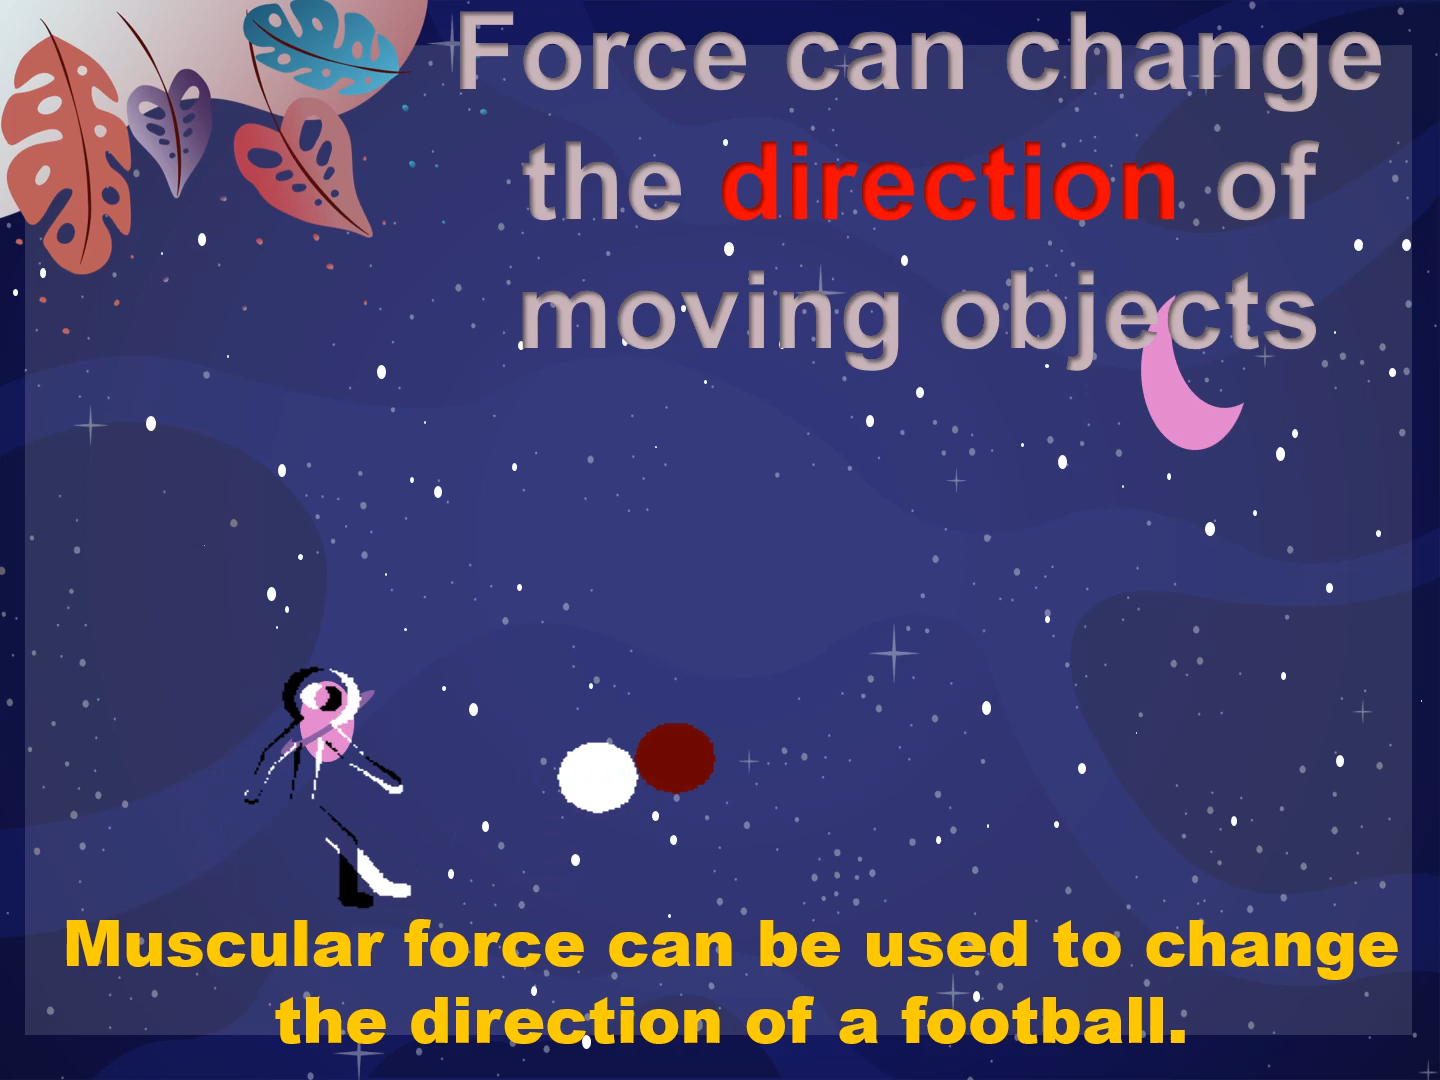 Force can change
the direction of
moving objects
Muscular force can be used to change
the direction of a football.